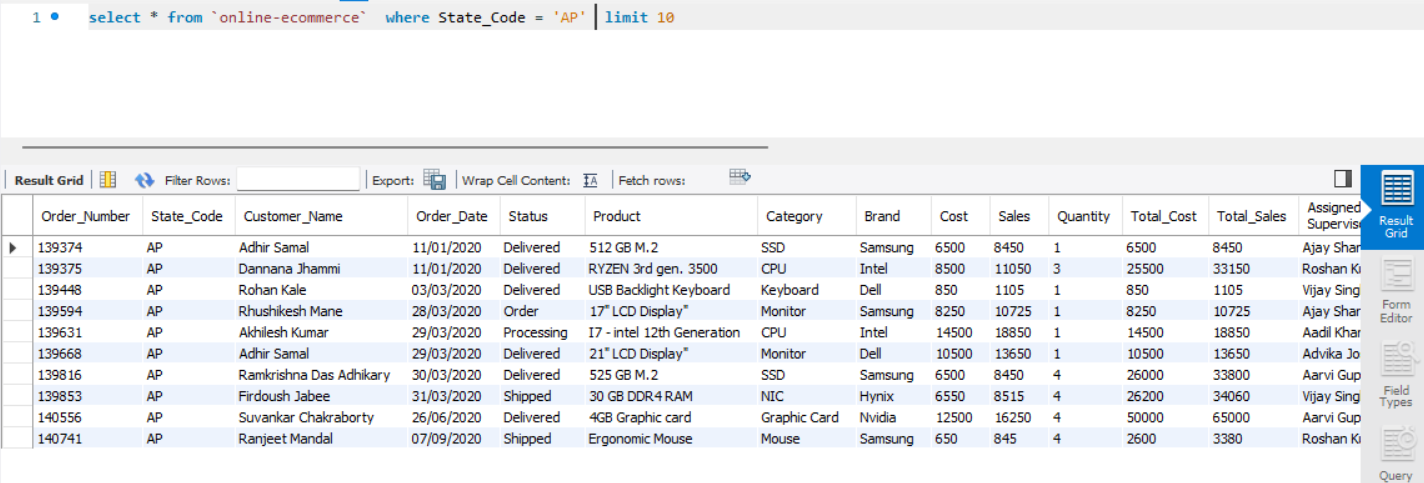 1 select * from `online-ecommerce`  where State_Code = 'AP'  limit 10
Result Grid Filter Rows: Export: Wrap Cell Content: Fetch rows:
Order_Number State_Code Customer_Name Order_Date Status Product Category Brand Cost Sales Quantity Total_Cost Total_Sales Assigned
Supervis
139374 AP Adhir Samal 11/01/2020 Delivered 512 GB M.2 SSD Samsung 6500 8450 1 6500 8450 Ajay Shar
139375 AP Dannana Jhammi 11/01/2020 Delivered RYZEN 3rd gen. 3500 CPU Intel 8500 11050 3 25500 33150 Roshan K
139448 AP Rohan Kale 03/03/2020 Delivered USB Backlight Keyboard Keyboard Dell 850 1105 1 850 1105 Vijay Sing
139594 AP Rhushikesh Mane 28/03/2020 Order 17" LCD Display" Monitor Samsung 8250 10725 1 8250 10725 Ajay Shar
139631 AP Akhilesh Kumar 29/03/2020 Processing I7 - intel 12th Generation CPU Intel 14500 18850 1 14500 18850 Aadil Khar
139668 AP Adhir Samal 29/03/2020 Delivered 21" LCD Display" Monitor Dell 10500 13650 1 10500 13650 Advika Jo
139816 AP Ramkrishna Das Adhikary 30/03/2020 Delivered 525 GB M.2 SSD Samsung 6500 8450 4 26000 33800 Aarvi Gup
139853 AP Firdoush Jabee 31/03/2020 Shipped 30 GB DDR4 RAM NIC Hynix 6550 8515 4 26200 34060 Vijay Sing
140556 AP Suvankar Chakraborty 26/06/2020 Delivered 4GB Graphic card Graphic Card Nvidia 12500 16250 4 50000 65000 Aarvi Gup
140741 AP Ranjeet Mandal 07/09/2020 Shipped Ergonomic Mouse Mouse Samsung 650 845 4 2600 3380 Roshan K
Result
Grid
Form
Editor
Field
Types
Query